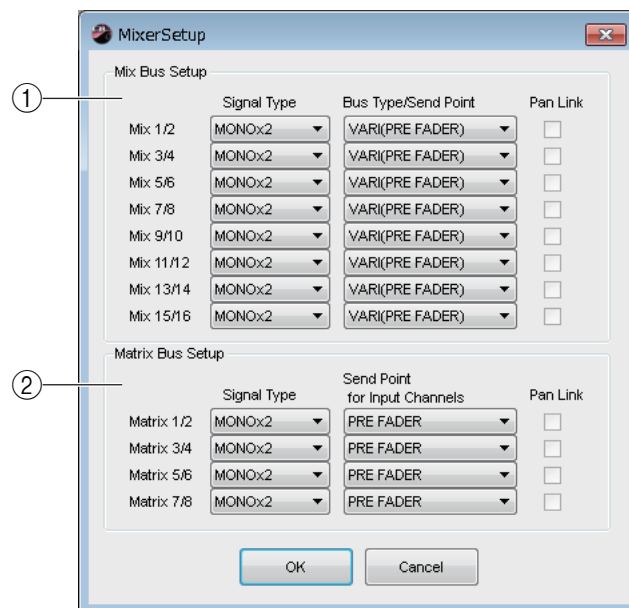 MixerSetup
①
Mix Bus Setup
Signal Type Bus Type/Send Point Pan Link
Mix 1/2 MONOx2 VARI(PRE FADER)
Mix 3/4 MONOx2 VARI(PRE FADER)
Mix 5/6 MONOx2 VARI(PRE FADER)
Mix 7/8 MONOx2 VARI(PRE FADER)
Mix 9/10 MONOx2 VARI(PRE FADER)
Mix 11/12 MONOx2 VARI(PRE FADER)
Mix 13/14 MONOx2 VARI(PRE FADER)
Mix 15/16 MONOx2 VARI(PRE FADER)
②
Matrix Bus Setup
Signal Type Send Point for Input Channels Pan Link
Matrix 1/2 MONOx2 PRE FADER
Matrix 3/4 MONOx2 PRE FADER
Matrix 5/6 MONOx2 PRE FADER
Matrix 7/8 MONOx2 PRE FADER
OK Cancel